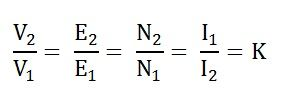 V₂/V₁ = E₂/E₁ = N₂/N₁ = I₁/I₂ = K